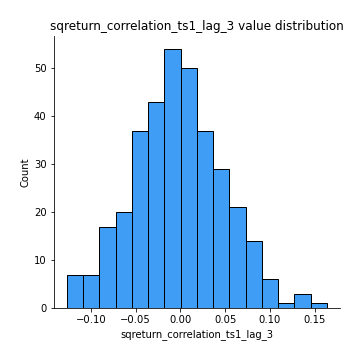 sqreturn_correlation_ts1_lag_3 value distribution
Count
50
40
30
20
10
0
−0.10 −0.05 0.00 0.05 0.10 0.15
sqreturn_correlation_ts1_lag_3